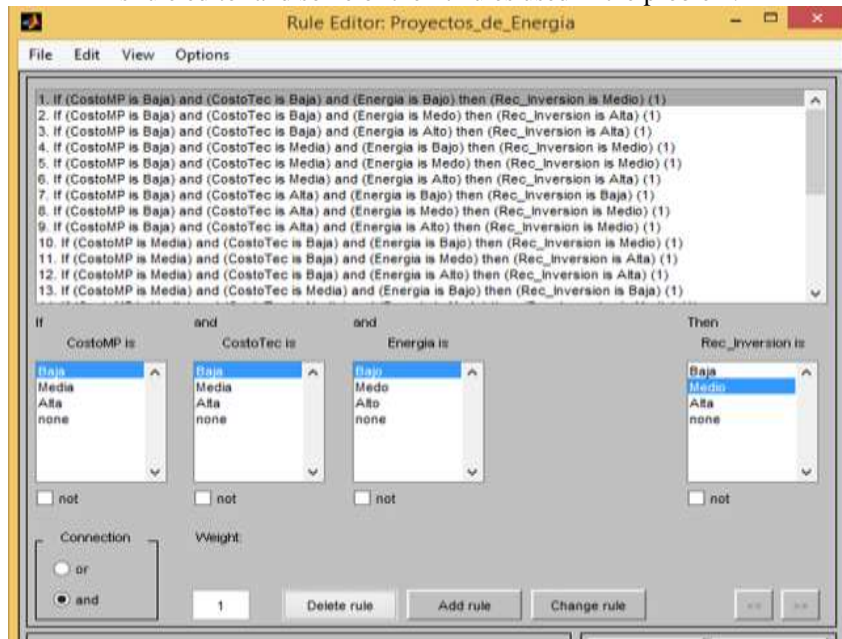 Rule Editor: Proyectos_de_Energia
File Edit View Options
1. If (CostoMP is Baja) and (CostoTec is Baja) and (Energia is Bajo) then (Rec_Inversion is Medio) (1)
2. If (CostoMP is Baja) and (CostoTec is Baja) and (Energia is Medo) then (Rec_Inversion is Alta) (1)
3. If (CostoMP is Baja) and (CostoTec is Baja) and (Energia is Alto) then (Rec_Inversion is Alta) (1)
4. If (CostoMP is Baja) and (CostoTec is Media) and (Energia is Bajo) then (Rec_Inversion is Medio) (1)
5. If (CostoMP is Baja) and (CostoTec is Media) and (Energia is Medo) then (Rec_Inversion is Medio) (1)
6. If (CostoMP is Baja) and (CostoTec is Media) and (Energia is Alto) then (Rec_Inversion is Alta) (1)
7. If (CostoMP is Baja) and (CostoTec is Alta) and (Energia is Bajo) then (Rec_Inversion is Baja) (1)
8. If (CostoMP is Baja) and (CostoTec is Alta) and (Energia is Medo) then (Rec_Inversion is Medio) (1)
9. If (CostoMP is Baja) and (CostoTec is Alta) and (Energia is Alto) then (Rec_Inversion is Medio) (1)
10. If (CostoMP is Media) and (CostoTec is Baja) and (Energia is Bajo) then (Rec_Inversion is Medio) (1)
11. If (CostoMP is Media) and (CostoTec is Baja) and (Energia is Medo) then (Rec_Inversion is Alta) (1)
12. If (CostoMP is Media) and (CostoTec is Baja) and (Energia is Alto) then (Rec_Inversion is Alta) (1)
13. If (CostoMP is Media) and (CostoTec is Media) and (Energia is Bajo) then (Rec_Inversion is Baja) (1)
If and and Then
CostoMP is CostoTec is Energia is Rec_Inversion is
Baja Baja Bajo Baja
Media Media Medo Medio
Alta Alta Alto Alta
none none none none
not not not not
Connection Weight:
or
and 1 Delete rule Add rule Change rule << >>